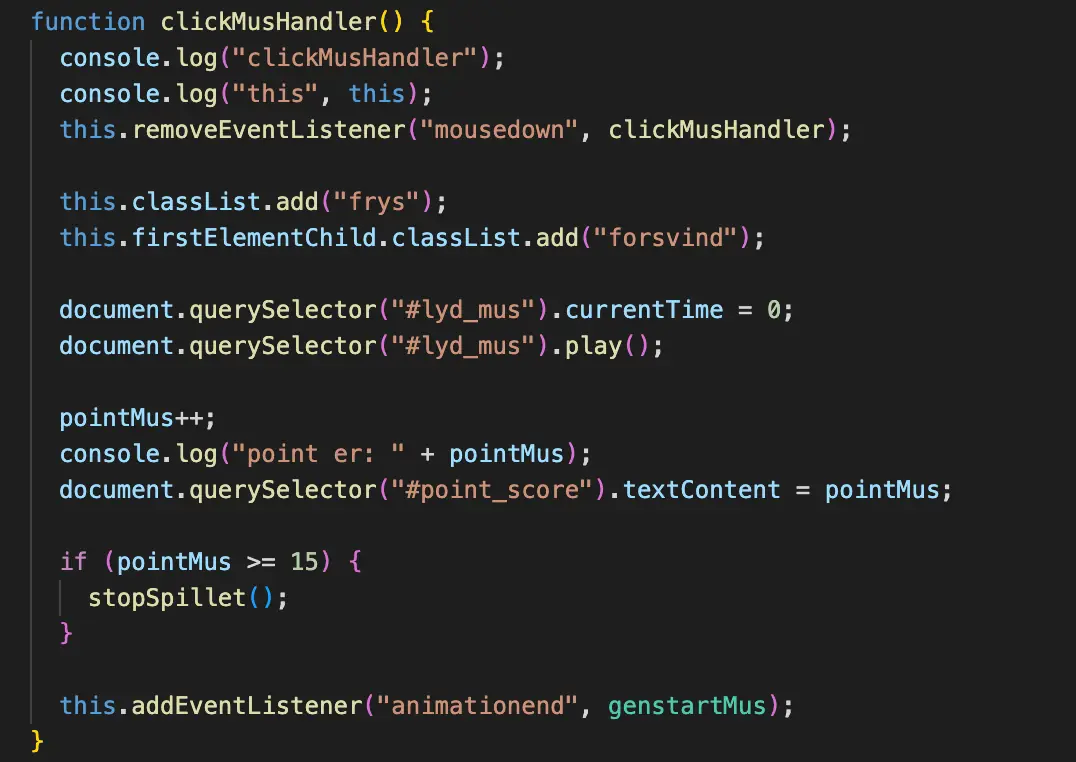 function clickMusHandler() {
  console.log("clickMusHandler");
  console.log("this", this);
  this.removeEventListener("mousedown", clickMusHandler);

  this.classList.add("frys");
  this.firstElementChild.classList.add("forsvind");

  document.querySelector("#lyd_mus").currentTime = 0;
  document.querySelector("#lyd_mus").play();

  pointMus++;
  console.log("point er: " + pointMus);
  document.querySelector("#point_score").textContent = pointMus;

  if (pointMus >= 15) {
    stopSpillet();
  }

  this.addEventListener("animationend", genstartMus);
}